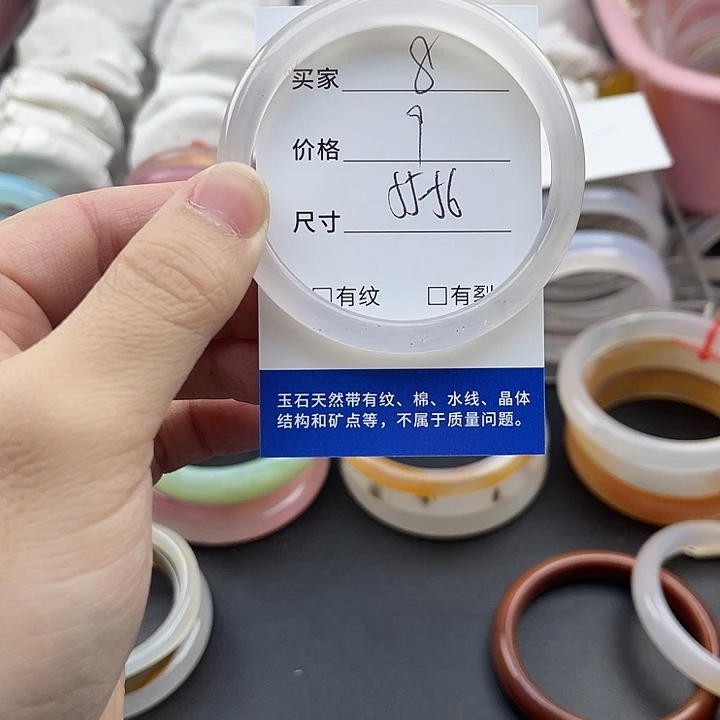 买家 8
价格 9
尺寸 55-56
□有纹 □有裂
玉石天然带有纹、棉、水线、晶体
结构和矿点等，不属于质量问题。